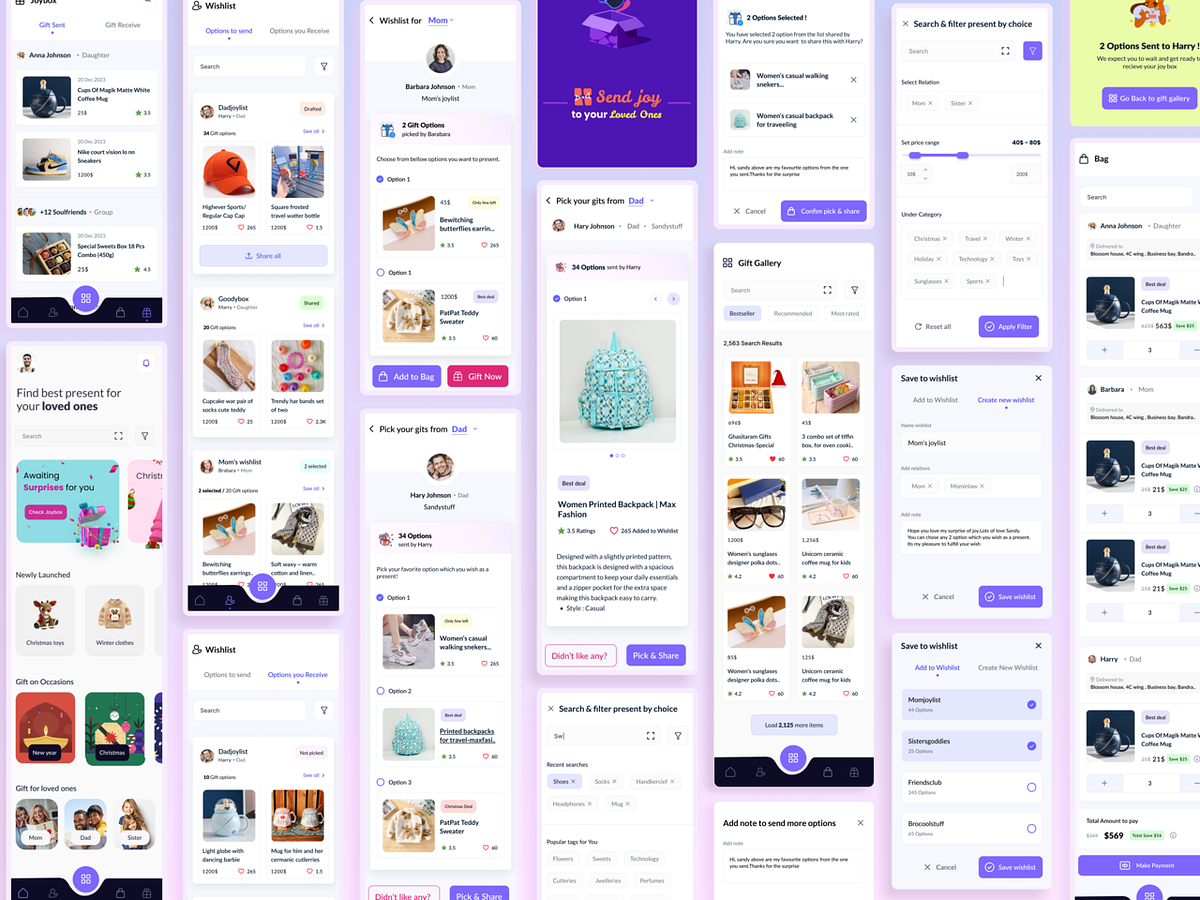 Joybox
Gift Sent
Gift Receive
Anna Johnson • Daughter
20 Dec 2023
Cups Of Magik Matte White
Coffee Mug
25$
3.5
20 Dec 2023
Nike court vision lo nn
Sneakers
1200$
3.5
+12 Soulfriends • Group
20 Dec 2023
Special Sweets Box 18 Pcs
Combo (450g)
25$
4.5
Find best present for
your loved ones
Search
Awaiting
Surprises for you
Check Joybox
Christm
Newly Launched
Christmas toys
Winter clothes
Gift on Occasions
New year
Christmas
Gift for loved ones
Mom
Dad
Sister
Wishlist
Options to send
Options you Receive
Search
Dadjoylist
Harry • Dad
Drafted
34 Gift options
See all >
Highever Sports/
Regular Cap Cap
1200$
265
Square frosted
travel watter bottle
1200$
1.5
Share all
Goodybox
Marry • Daughter
Shared
20 Gift options
See all >
Cupcake war pair of
socks cute teddy
1200$
25
Trendy har bands set
of two
1200$
2.3K
Mom's wishlist
Brabara • Mom
2 selected
2 selected / 20 Gift options
See all >
Bewitching
butterflies earrings..
1200$
Soft waxy – warm
cotton and linen..
1200$
265
Wishlist
Options to send
Options you Receive
Search
Dadjoylist
Harry • Dad
Not picked
10 Gift options
See all >
Light globe with
dancing barbie
1200$
265
Mug for him and her
cermanic cutlerries
1200$
1.5
Wishlist for Mom
Barbara Johnson • Mom
Mom's joylist
2 Gift Options
picked by Barabara
Choose from bellow options you want to present.
Option 1
45$
Only few left
Bewitching
butterflies earrin...
3.5
265
Option 1
1200$
Best deal
PatPat Teddy
Sweater
3.5
60
Add to Bag
Gift Now
Pick your gits from Dad
Hary Johnson • Dad
Sandystuff
34 Options
sent by Harry
Pick your favorite option which you wish as a
present!
Option 1
Only few left
Women's casual
walking snekers...
3.5
265
Option 2
Best deal
Printed backpacks
for travel-maxfasi..
3.5
60
Option 3
Christmas Deal
PatPat Teddy
Sweater
3.5
60
Didn't like any?
Pick & Share
Send joy
to your Loved Ones
Pick your gits from Dad
Hary Johnson • Dad • Sandystuff
34 Options sent by Harry
Option 1
Best deal
Women Printed Backpack | Max
Fashion
3.5 Ratings
265 Added to Wishlist
Designed with a slightly printed pattern,
this backpack is designed with a spacious
compartment to keep your daily essentials
and a zipper pocket for the extra space
making this backpack easy to carry.
• Style : Casual
Didn't like any?
Pick & Share
Search & filter present by choice
Sw|
Recent searches
Shoes
Socks
Handkercief
Headphones
Mug
Popular tags for You
Flowers
Sweets
Technology
Cutleries
Jwelleries
Perfumes
2 Options Selected !
You have selected 2 option from the list shared by
Harry. Are you sure you want to share this with Harry?
Women's casual walking
snekers...
Women's casual backpack
for traveeling
Add note
Hi, sandy above are my favourtie options from the one
you sent.Thanks for the surprise
Cancel
Confim pick & share
Gift Gallery
Search
Bestseller
Recommended
Most rated
2,563 Search Results
696$
Ghasitaram Gifts
Christmas-Special
3.5
60
45$
3 combo set of tiffin
box, for oven cooki..
3.5
60
1200$
Women's sunglasses
designer polka dots..
4.2
60
1,256$
Unicorn ceramic
coffee mug for kids
4.2
60
85$
Women's sunglasses
designer polka dots..
4.2
60
125$
Unicorn ceramic
coffee mug for kids
4.2
60
Load 2,125 more items
Add note to send more options
Add note
Hi, sandy above are my favourtie options from the one
you sent.Thanks for the surprise
Search & filter present by choice
Search
Select Relation
Mom
Sister
Set price range
40$ – 80$
10$
200$
Under Category
Christmas
Travel
Winter
Holiday
Technology
Toys
Sunglasses
Sports
Reset all
Apply Filter
Save to wishlist
Add to Wishlist
Create new wishlist
Name wishlist
Mom's joylist
Add relations
Mom
Mominlaw
Add note
Hope you love my surprise of joy.Lots of love Sandy.
You can chose any 2 option which you wish as a present.
Its my pleasure to fulfill your wish
Cancel
Save wishlist
Save to wishlist
Add to Wishlist
Create New Wishlist
Momjoylist
44 Options
Sistersgoddies
25 Options
Friendsclub
245 Options
Brocoolstuff
65 Options
Cancel
Save wishlist
2 Options Sent to Harry !
We expect you to wait and get ready to
recieve your joy box
Go Back to gift gallery
Bag
Search
Anna Johnson • Daughter
Delivered to
Blossom house, 4C wing , Business bay, Bandra..
Best deal
Cups Of Magik Matte W
Coffee Mug
625$ 563$ Save $25
3
Barbara • Mom
Delivered to
Blossom house, 4C wing , Business bay, Bandra..
Best deal
Cups Of Magik Matte W
Coffee Mug
25$ 21$ Save $25
3
Best deal
Cups Of Magik Matte W
Coffee Mug
25$ 21$ Save $25
3
Harry • Dad
Delivered to
Blossom house, 4C wing , Business bay, Bandra..
Best deal
Cups Of Magik Matte W
Coffee Mug
25$ 21$ Save $25
3
Total Amount to pay
$569 Total Save $56
Make Payment